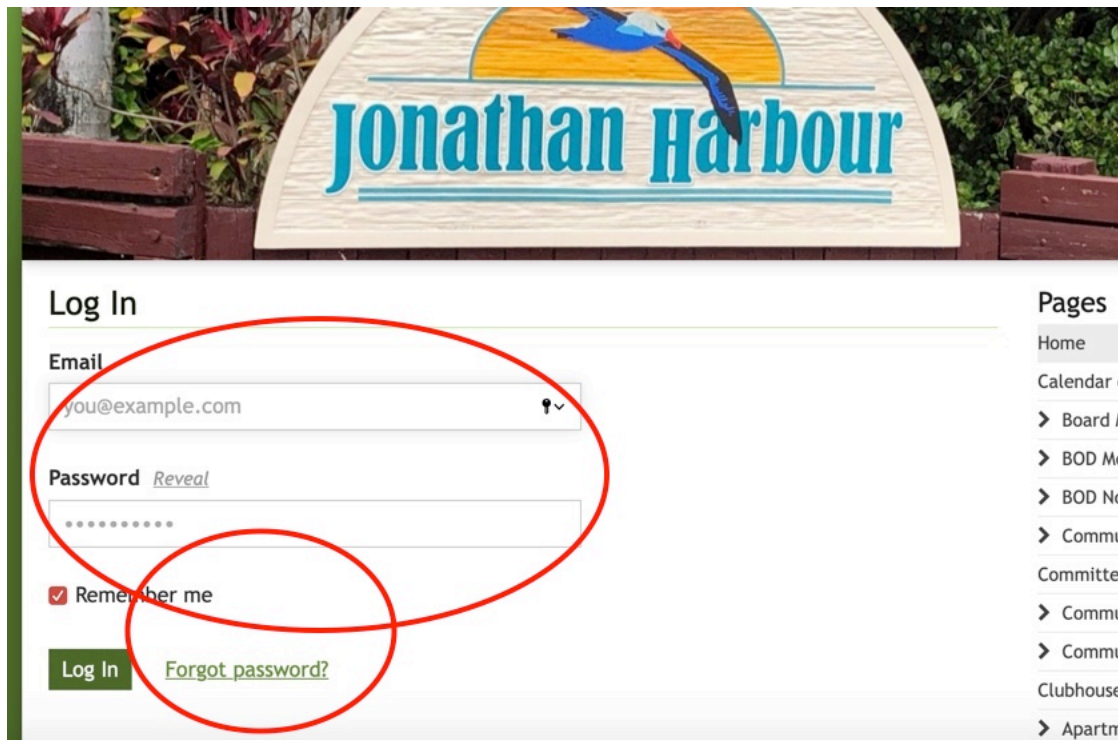 Jonathan Harbour
Log In
Email
you@example.com
Password Reveal
Remember me
Log In Forgot password?
Pages
Home
Calendar
Board
BOD
BOD
Clubhouse